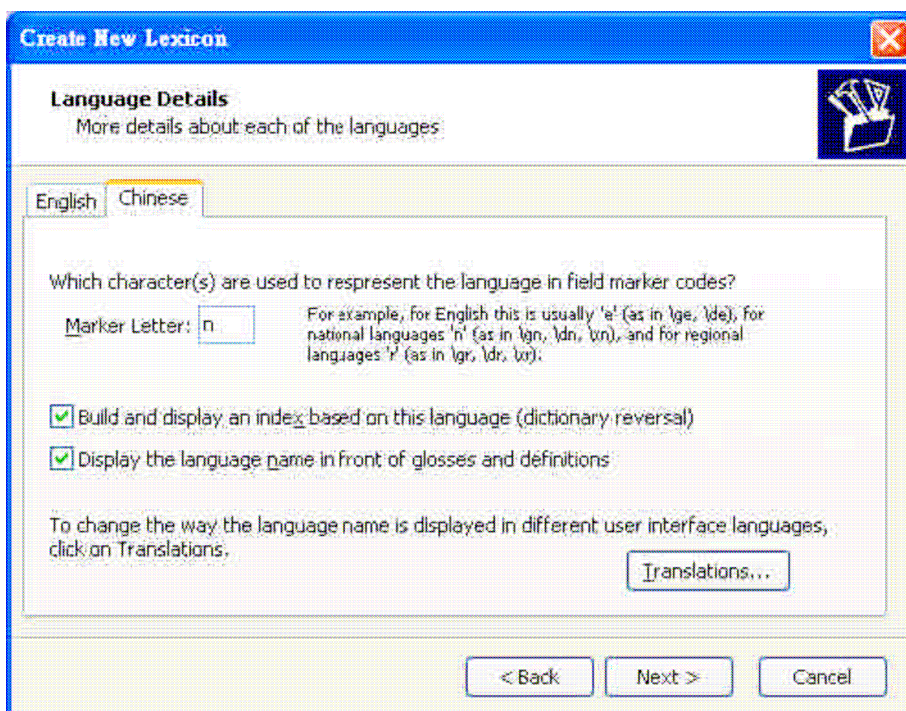 Create New Lexicon
Language Details
More details about each of the languages
English
Chinese
Which character(s) are used to respresent the language in field marker codes?
Marker Letter: n
For example, for English this is usually 'e' (as in \ge, \de), for
national languages 'n' (as in \gn, \dn, \xn), and for regional
languages 'r' (as in \gr, \dr, \xr).
Build and display an index based on this language (dictionary reversal)
Display the language name in front of glosses and definitions
To change the way the language name is displayed in different user interface languages,
click on Translations.
Translations...
< Back
Next >
Cancel